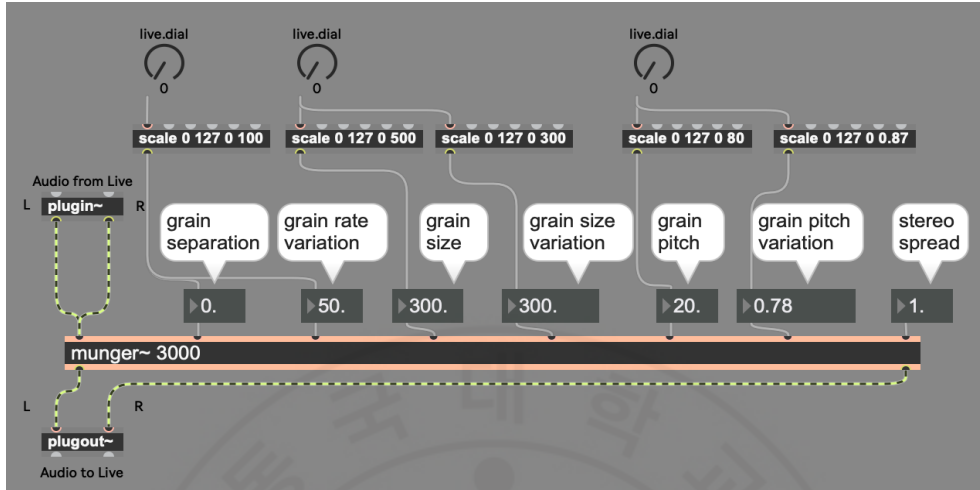 live.dial
live.dial
live.dial
0
0
0
scale 0 127 0 100
scale 0 127 0 500
scale 0 127 0 300
scale 0 127 0 80
scale 0 127 0 0.87
Audio from Live
L
plugin~
R
grain
separation
grain rate
variation
grain
size
grain size
variation
grain
pitch
grain pitch
variation
stereo
spread
0.
50.
300.
300.
20.
0.78
1.
munger~ 3000
L
R
plugout~
Audio to Live
국대학